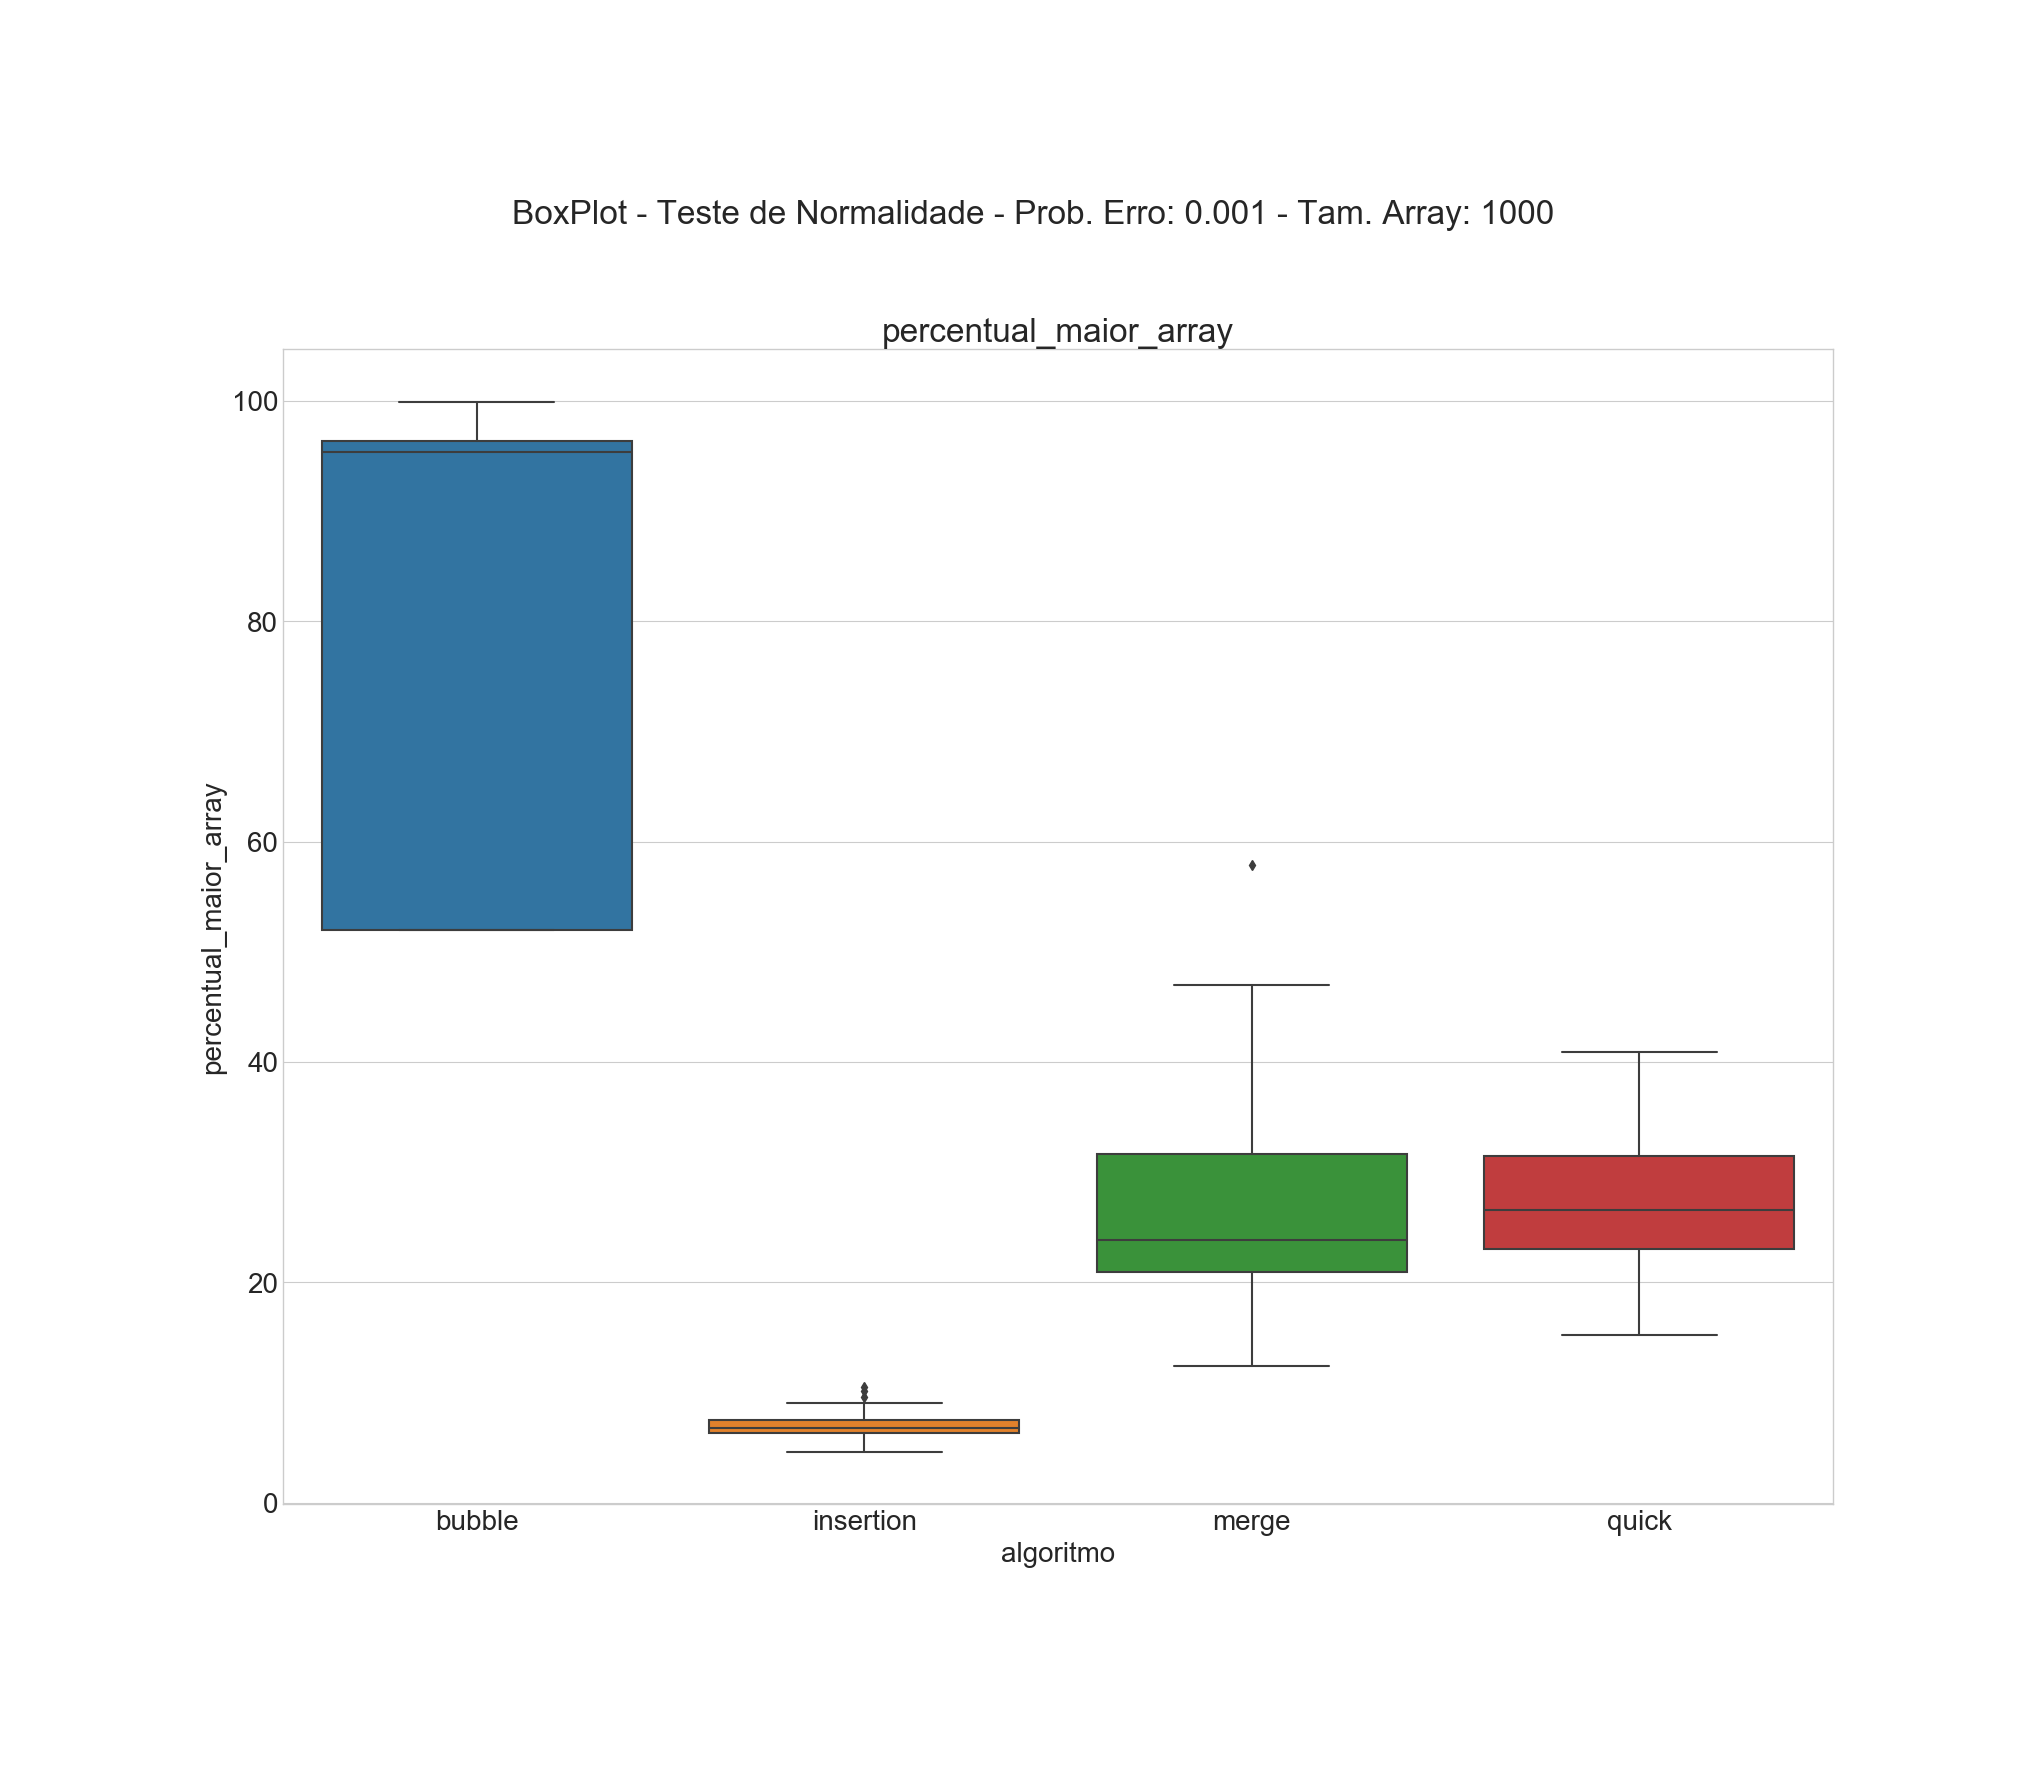 BoxPlot - Teste de Normalidade - Prob. Erro: 0.001 - Tam. Array: 1000
percentual_maior_array
percentual_maior_array
100
80
60
40
20
0
bubble insertion merge quick
algoritmo